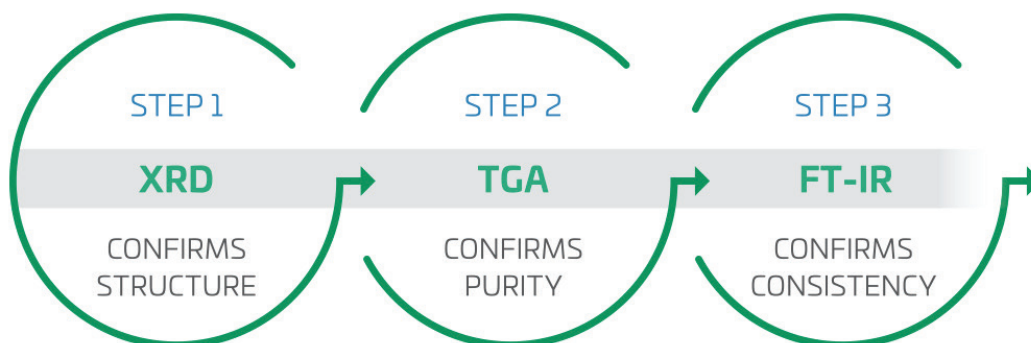 STEP 1
XRD
CONFIRMS
STRUCTURE
STEP 2
TGA
CONFIRMS
PURITY
STEP 3
FT-IR
CONFIRMS
CONSISTENCY